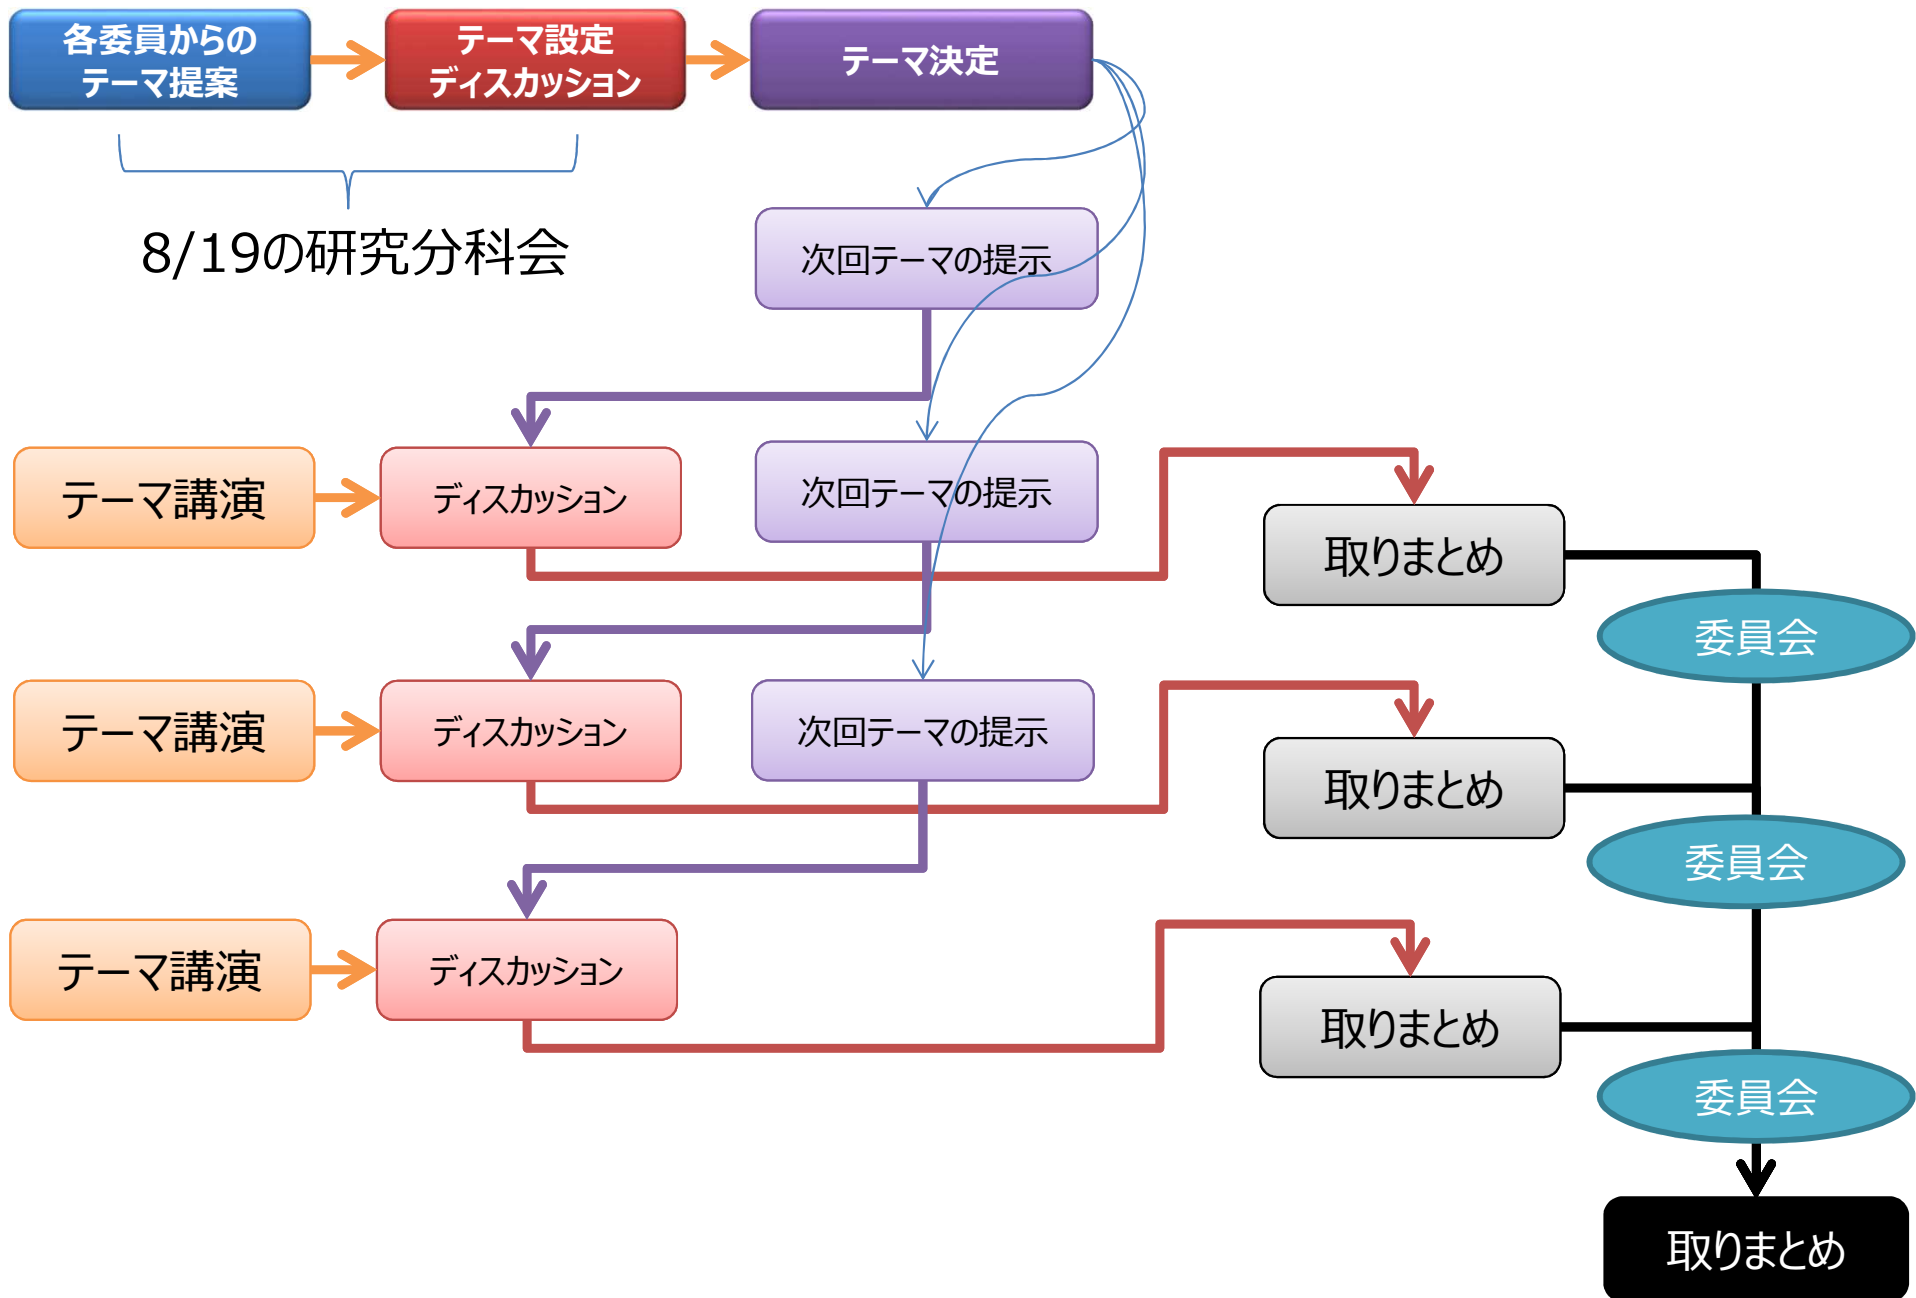 各委員からの
テーマ提案
テーマ設定
ディスカッション
テーマ決定
8/19の研究分科会
次回テーマの提示
テーマ講演
ディスカッション
次回テーマの提示
取りまとめ
委員会
テーマ講演
ディスカッション
次回テーマの提示
取りまとめ
委員会
テーマ講演
ディスカッション
取りまとめ
委員会
取りまとめ